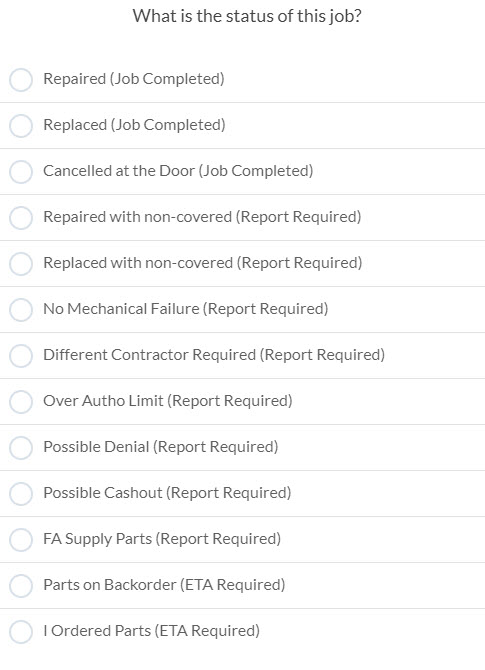 What is the status of this job?
Repaired (Job Completed)
Replaced (Job Completed)
Cancelled at the Door (Job Completed)
Repaired with non-covered (Report Required)
Replaced with non-covered (Report Required)
No Mechanical Failure (Report Required)
Different Contractor Required (Report Required)
Over Autho Limit (Report Required)
Possible Denial (Report Required)
Possible Cashout (Report Required)
FA Supply Parts (Report Required)
Parts on Backorder (ETA Required)
I Ordered Parts (ETA Required)